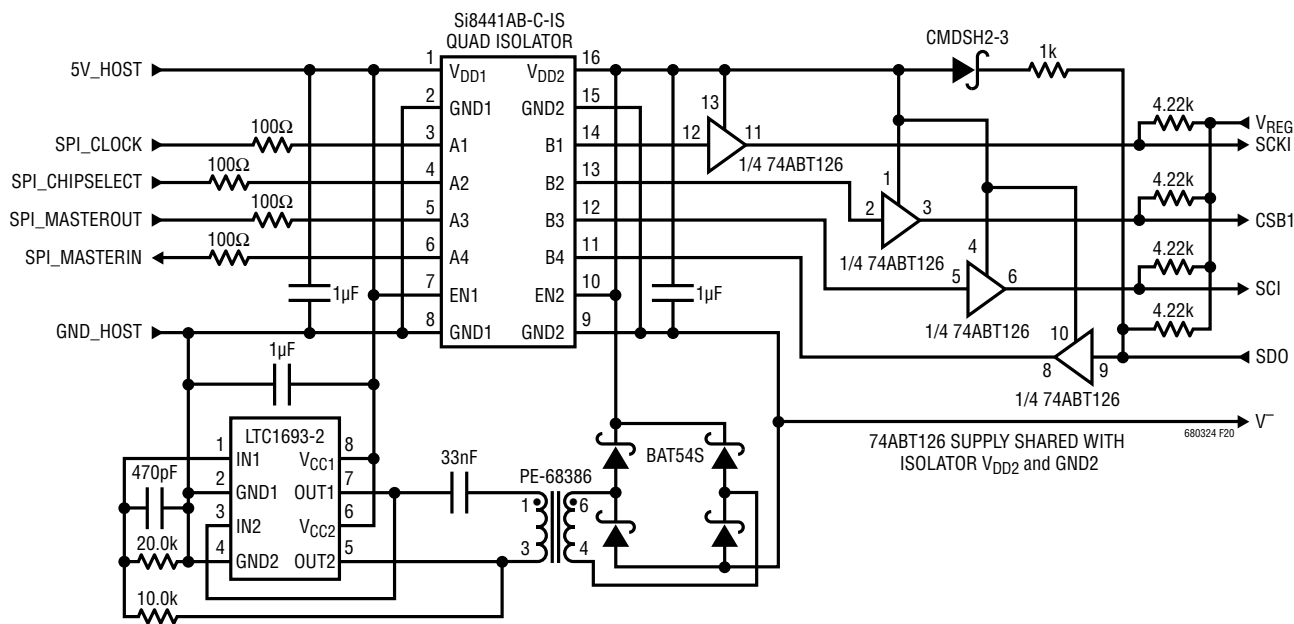 Si8441AB-C-IS
QUAD ISOLATOR
CMDSH2-3
1k
5V_HOST
1
VDD1
VDD2
16
2
GND1
GND2
15
13
4.22k
VREG
SPI_CLOCK
100Ω
3
A1
B1
14
12
11
SCKI
1/4 74ABT126
SPI_CHIPSELECT
100Ω
4
A2
B2
13
1
4.22k
SPI_MASTEROUT
100Ω
5
A3
B3
12
2
3
CSB1
SPI_MASTERIN
100Ω
6
A4
B4
11
1/4 74ABT126
4
4.22k
1µF
7
EN1
EN2
10
1µF
5
6
SCI
GND_HOST
8
GND1
GND2
9
1/4 74ABT126
10
4.22k
1µF
8
9
SDO
1/4 74ABT126
V–
680324 F20
74ABT126 SUPPLY SHARED WITH
ISOLATOR VDD2 and GND2
LTC1693-2
1
IN1
VCC1
8
33nF
BAT54S
470pF
2
GND1
OUT1
7
PE-68386
1
6
3
IN2
VCC2
6
20.0k
4
GND2
OUT2
5
3
4
10.0k